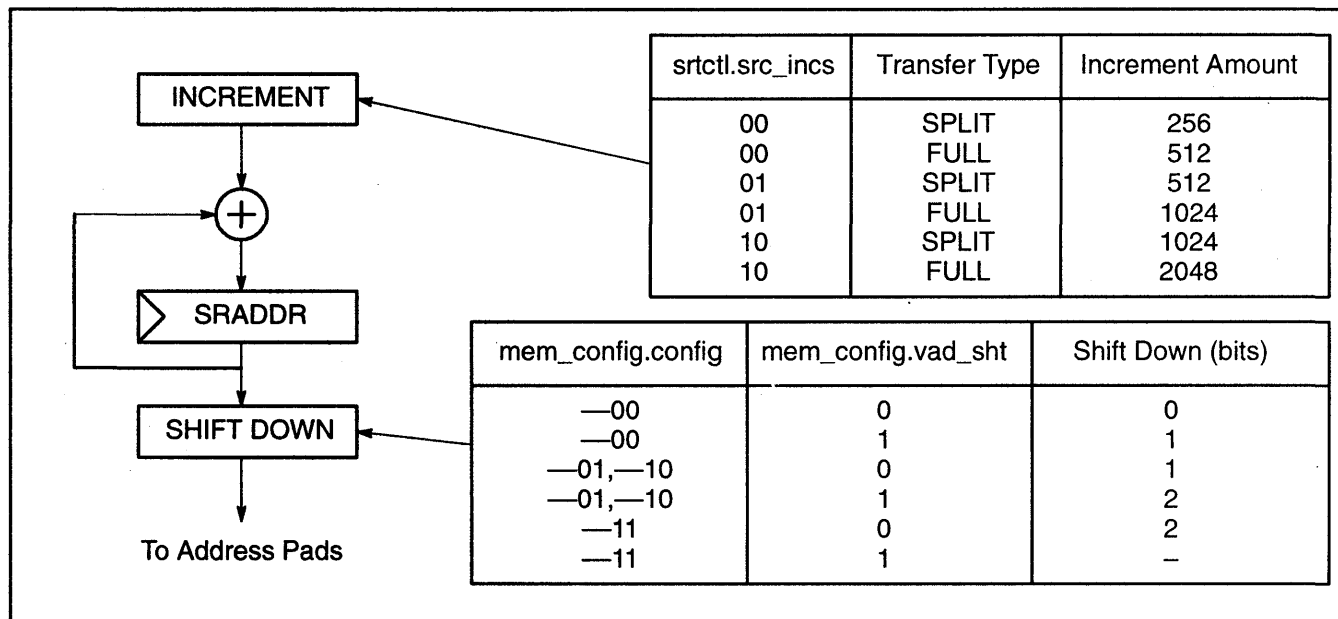 INCREMENT
+
SRADDR
SHIFT DOWN
To Address Pads
srtctl.src_incs Transfer Type Increment Amount
00 SPLIT 256
00 FULL 512
01 SPLIT 512
01 FULL 1024
10 SPLIT 1024
10 FULL 2048
mem_config.config mem_config.vad_sht Shift Down (bits)
—00 0 0
—00 1 1
—01,—10 0 1
—01,—10 1 2
—11 0 2
—11 1 –